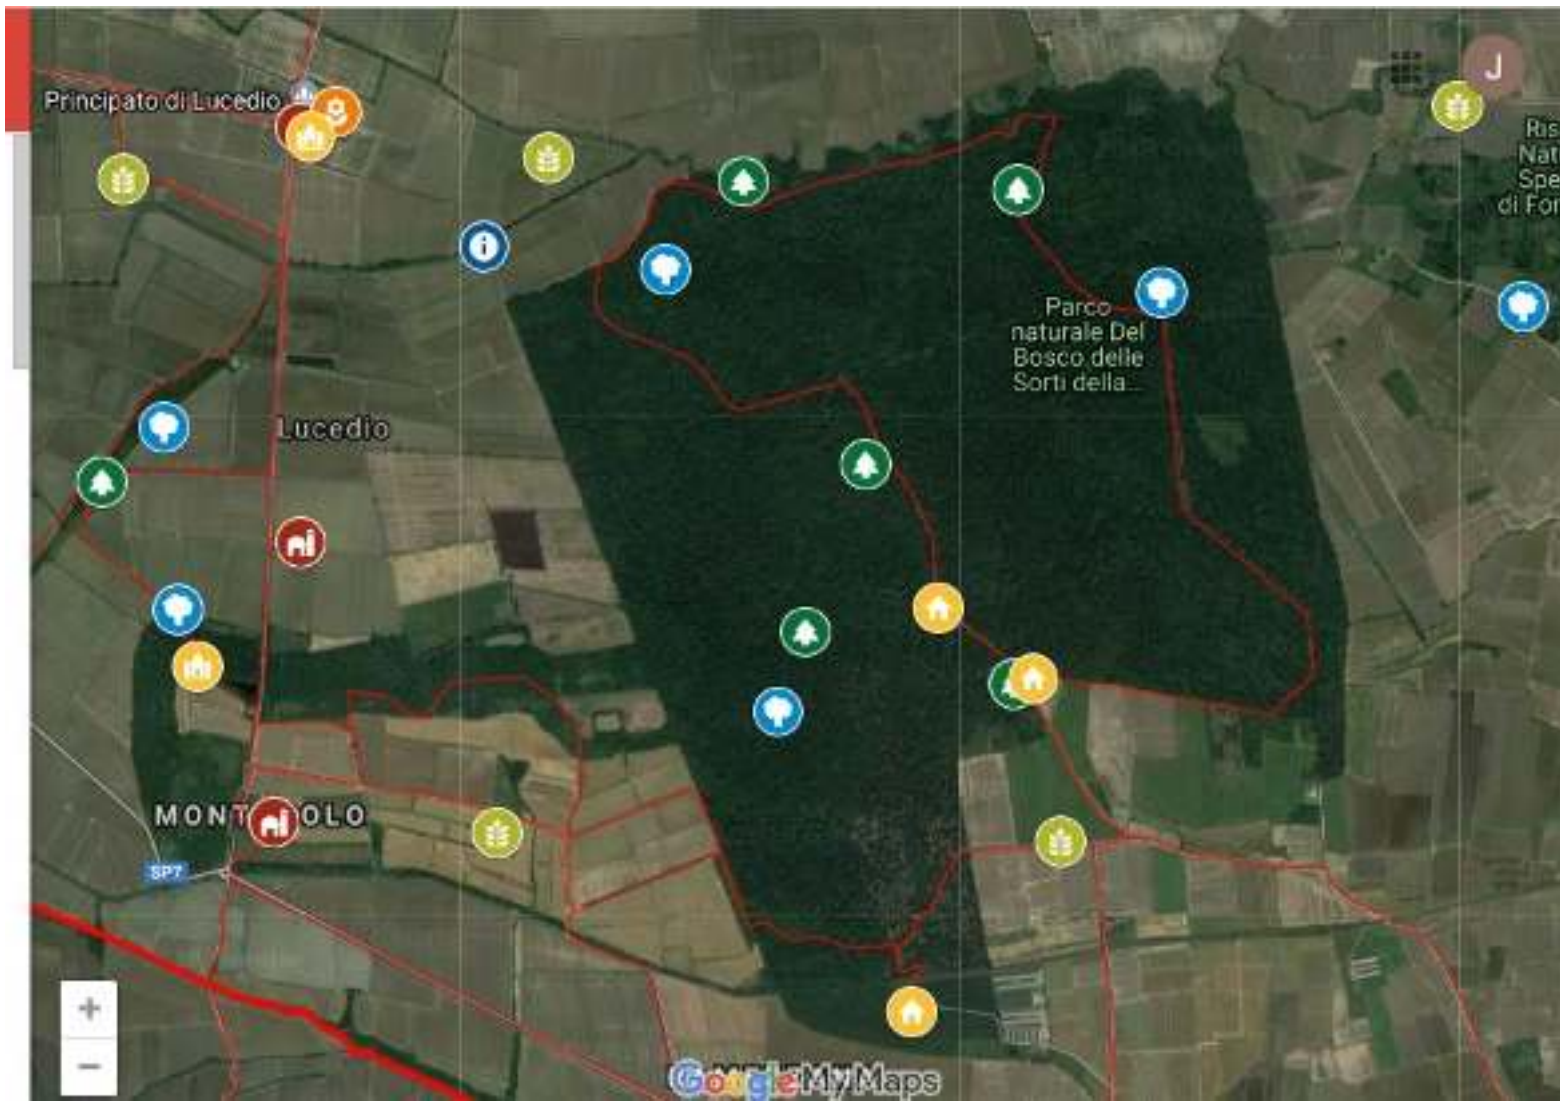 J
Principato di Lucedio
Ris
Nat
Spe
di For
Parco
naturale Del
Bosco delle
Sorti della...
Lucedio
MONT OLO
SP7
+
−
Google My Maps